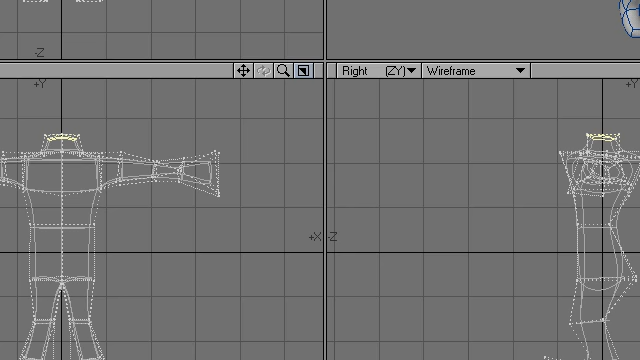 -Z
Right (ZY) Wireframe
+Y +Y
+X -Z